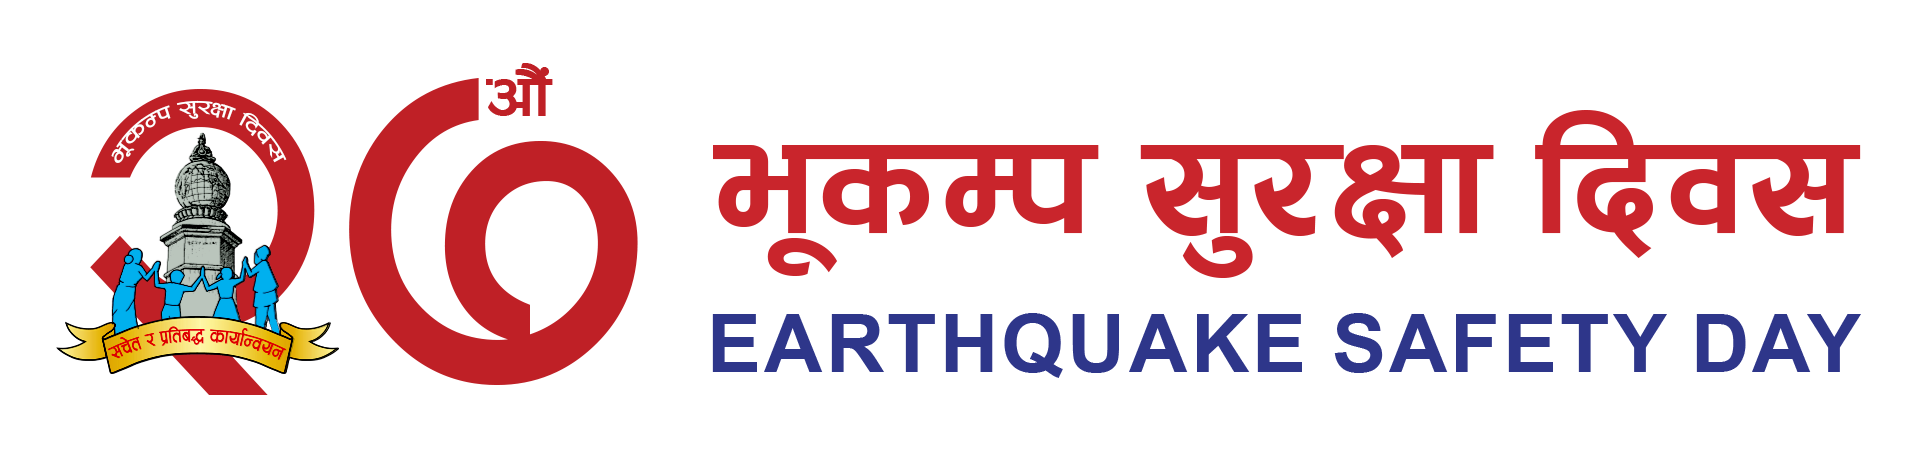 २७औं
भूकम्प सुरक्षा दिवस
सचेत र प्रतिबद्ध कार्यान्वयन
भूकम्प सुरक्षा दिवस
EARTHQUAKE SAFETY DAY